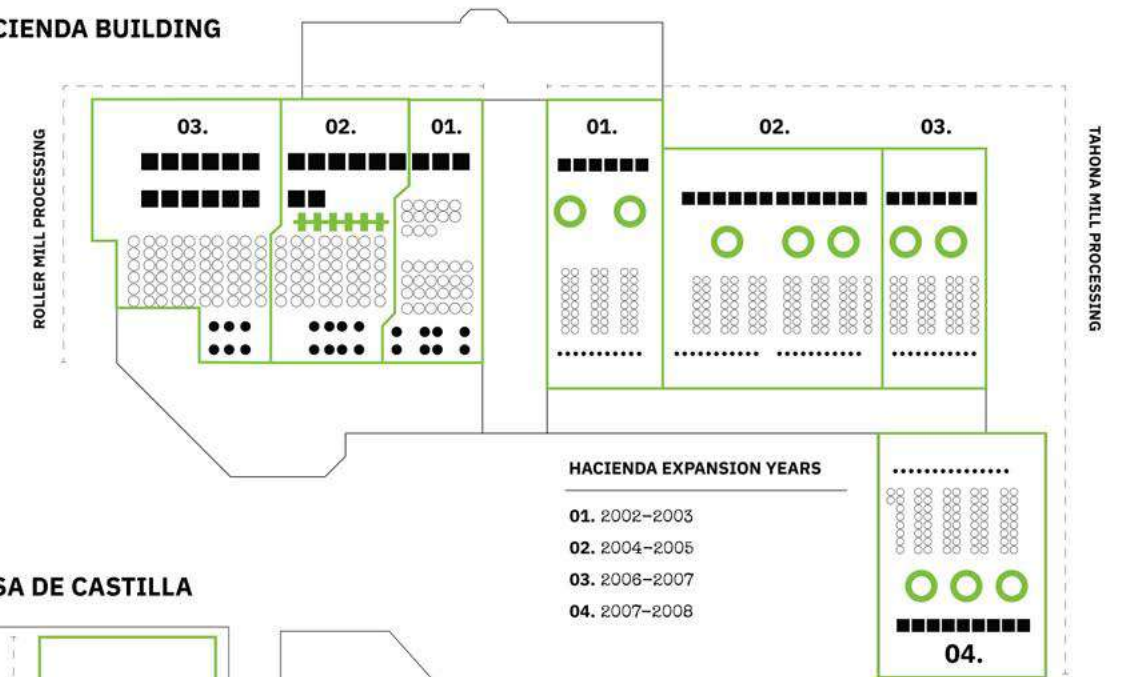 CIENDA BUILDING
ROLLER MILL PROCESSING
03.
02.
01.
01.
02.
03.
TAHONA MILL PROCESSING
HACIENDA EXPANSION YEARS
01. 2002–2003
02. 2004–2005
03. 2006–2007
04. 2007–2008
04.
SA DE CASTILLA